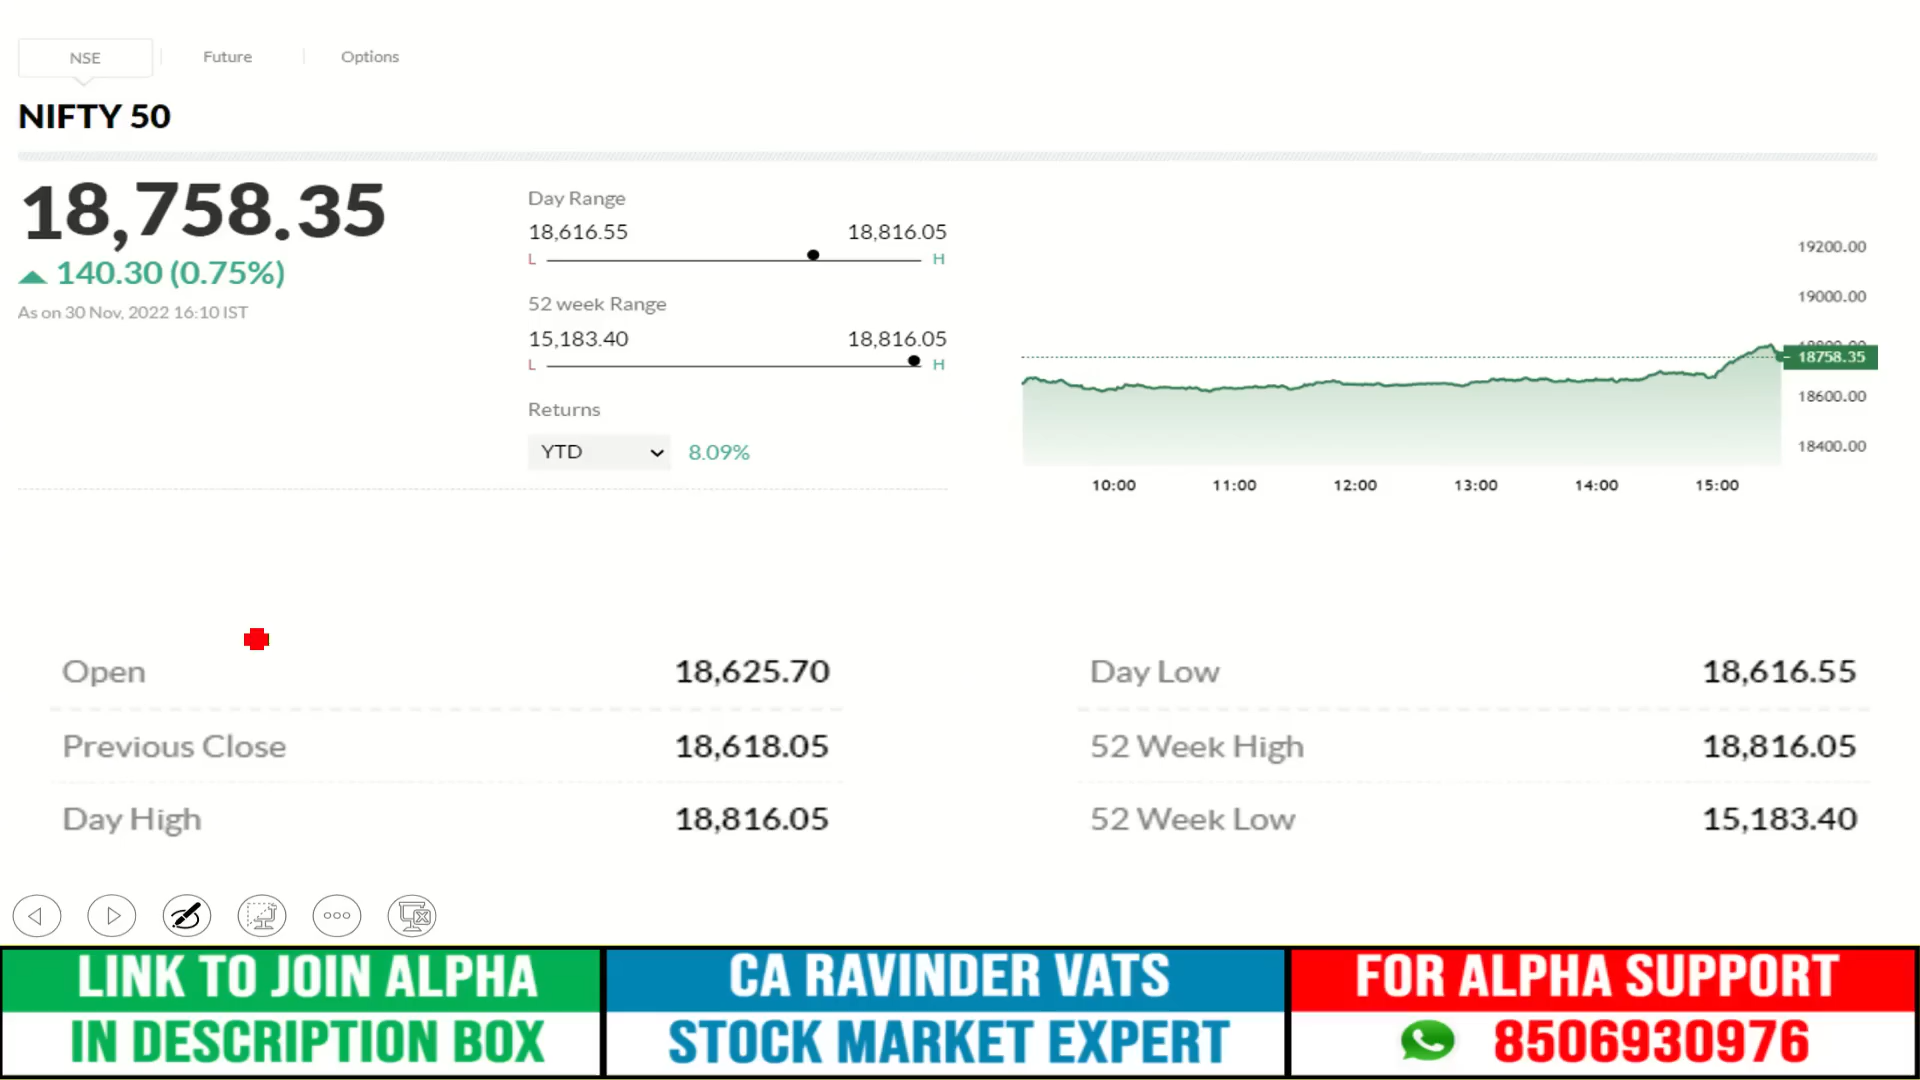 NSE Future Options
NIFTY 50
18,758.35
140.30 (0.75%)
As on 30 Nov, 2022 16:10 IST
Day Range
18,616.55 18,816.05
L H
52 week Range
15,183.40 18,816.05
L H
Returns
YTD 8.09%
19200.00
19000.00
18758.35
18600.00
18400.00
10:00 11:00 12:00 13:00 14:00 15:00
Open 18,625.70
Previous Close 18,618.05
Day High 18,816.05
Day Low 18,616.55
52 Week High 18,816.05
52 Week Low 15,183.40
LINK TO JOIN ALPHA
IN DESCRIPTION BOX
CA RAVINDER VATS
STOCK MARKET EXPERT
FOR ALPHA SUPPORT
8506930976